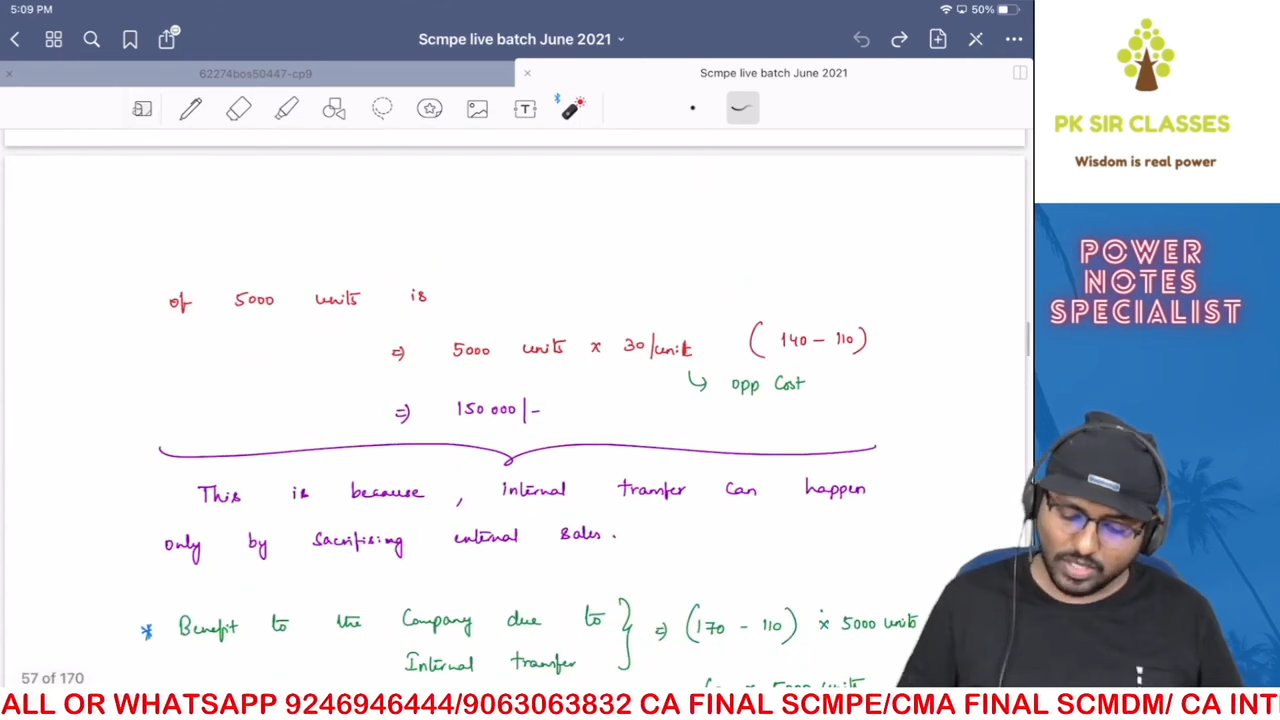 5:09 PM
50%
Scmpe live batch June 2021
62274bos50447-cp9
Scmpe live batch June 2021
T
PK SIR CLASSES
Wisdom is real power
POWER
NOTES
SPECIALIST
of 5000 units is
⇒ 5000 units x 30/unit (140 - 110)
↳ opp Cost
⇒ 150 000/-
This is because, internal transfer can happen
only by Sacrifising external sales.
* Benefit to the Company due to
Internal transfer
} ⇒ (170 - 110) x 5000 units
57 of 170
ALL OR WHATSAPP 9246946444/9063063832 CA FINAL SCMPE/CMA FINAL SCMDM/ CA INT